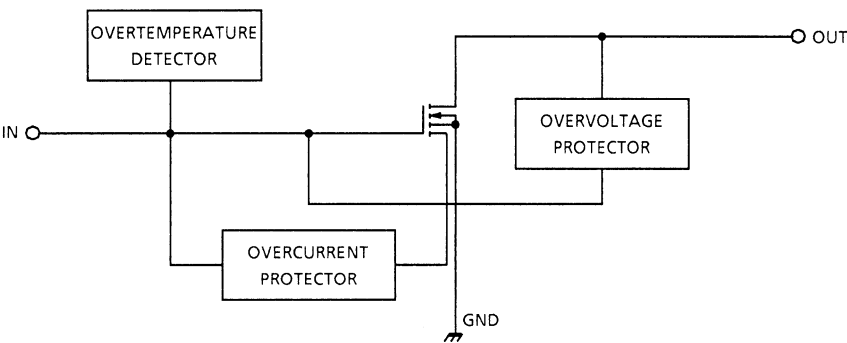 OVERTEMPERATURE
DETECTOR
OUT
IN
OVERVOLTAGE
PROTECTOR
OVERCURRENT
PROTECTOR
GND